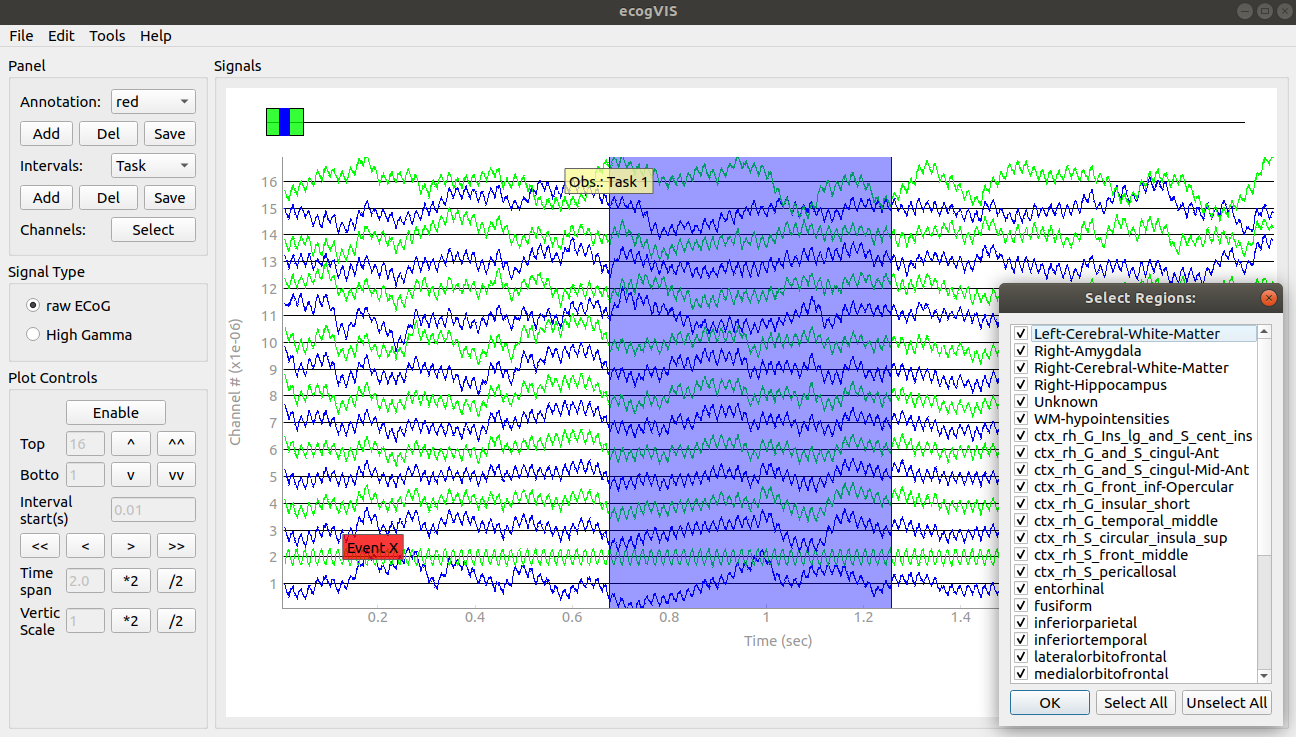 ecogVIS
File Edit Tools Help
Panel
Annotation: red
Add Del Save
Intervals: Task
Add Del Save
Channels: Select
Signal Type
raw ECoG
High Gamma
Plot Controls
Enable
Top 16 ^ ^^
Botto 1 v vv
Interval
start(s) 0.01
<< < > >>
Time
span 2.0 *2 /2
Vertic
Scale 1 *2 /2
Signals
Channel # (x1e-06)
16
15
14
13
12
11
10
9
8
7
6
5
4
3
2
1
Obs.: Task 1
Event X
0.2 0.4 0.6 0.8 1 1.2 1.4
Time (sec)
Select Regions:
Left-Cerebral-White-Matter
Right-Amygdala
Right-Cerebral-White-Matter
Right-Hippocampus
Unknown
WM-hypointensities
ctx_rh_G_Ins_lg_and_S_cent_ins
ctx_rh_G_and_S_cingul-Ant
ctx_rh_G_and_S_cingul-Mid-Ant
ctx_rh_G_front_inf-Opercular
ctx_rh_G_insular_short
ctx_rh_G_temporal_middle
ctx_rh_S_circular_insula_sup
ctx_rh_S_front_middle
ctx_rh_S_pericallosal
entorhinal
fusiform
inferiorparietal
inferiortemporal
lateralorbitofrontal
medialorbitofrontal
OK Select All Unselect All